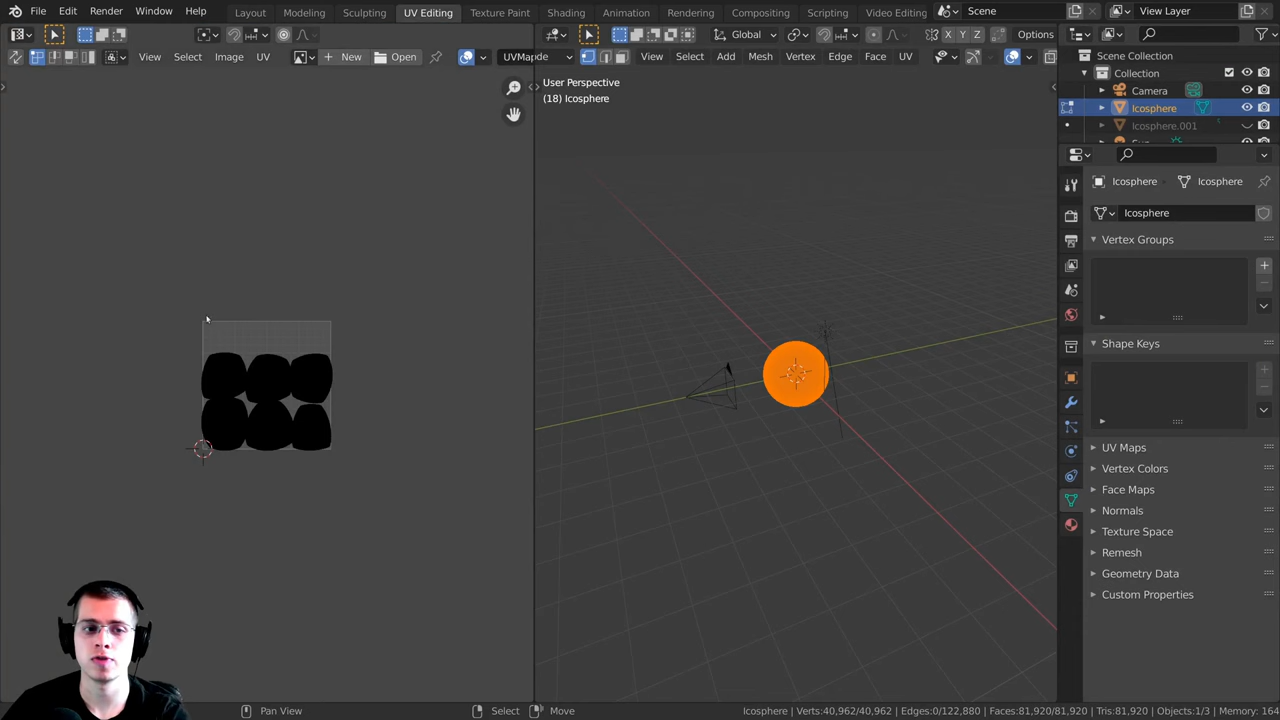 File Edit Render Window Help Layout Modeling Sculpting UV Editing Texture Paint Shading Animation Rendering Compositing Scripting Video Editing Scene View Layer
Global X Y Z Options
View Select Image UV New Open UVMap View Select Add Mesh Vertex Edge Face UV
User Perspective
(18) Icosphere
Scene Collection
Collection
Camera
Icosphere
Icosphere.001
Icosphere Icosphere
Icosphere
Vertex Groups
Shape Keys
UV Maps
Vertex Colors
Face Maps
Normals
Texture Space
Remesh
Geometry Data
Custom Properties
Pan View Select Move Icosphere | Verts:40,962/40,962 | Edges:0/122,880 | Faces:81,920/81,920 | Tris:81,920 | Objects:1/3 | Memory: 164